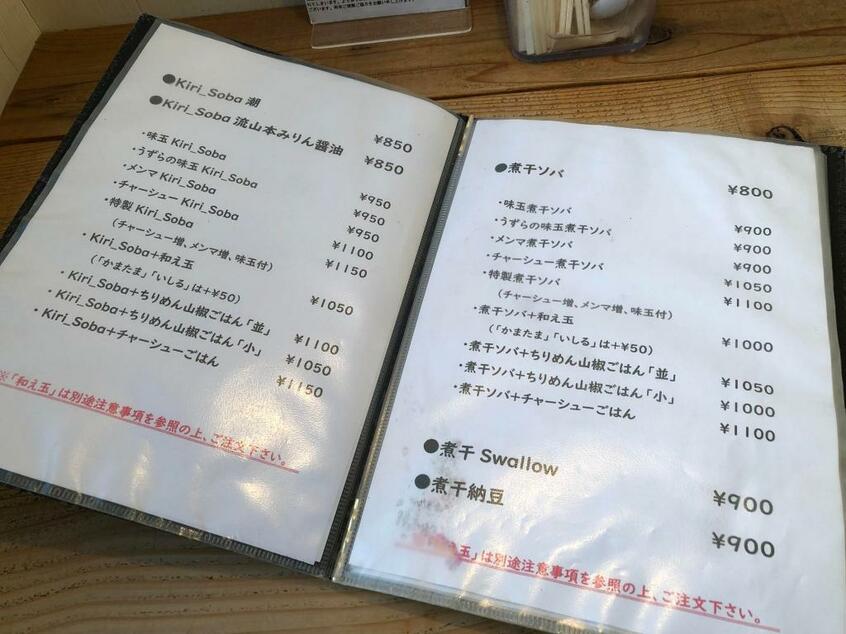 ●Kiri_Soba 潮
¥850
●Kiri_Soba 流山本みりん醤油
¥850
・味玉 Kiri_Soba
¥950
・うずらの味玉 Kiri_Soba
¥950
・メンマ Kiri_Soba
¥950
・チャーシュー Kiri_Soba
¥1100
・特製 Kiri_Soba
¥1150
(チャーシュー増、メンマ増、味玉付)
・Kiri_Soba+和え玉
¥1050
(「かまたま」「いしる」は+¥50)
・Kiri_Soba+ちりめん山椒ごはん「並」
¥1100
・Kiri_Soba+ちりめん山椒ごはん「小」
¥1050
・Kiri_Soba+チャーシューごはん
¥1150
※「和え玉」は別途注意事項を参照の上、ご注文下さい。
●煮干ソバ
¥800
・味玉煮干ソバ
¥900
・うずらの味玉煮干ソバ
¥900
・メンマ煮干ソバ
¥900
・チャーシュー煮干ソバ
¥1050
・特製煮干ソバ
¥1100
(チャーシュー増、メンマ増、味玉付)
・煮干ソバ+和え玉
¥1000
(「かまたま」「いしる」は+¥50)
・煮干ソバ+ちりめん山椒ごはん「並」
¥1050
・煮干ソバ+ちりめん山椒ごはん「小」
¥1000
・煮干ソバ+チャーシューごはん
¥1100
●煮干 Swallow
¥900
●煮干納豆
¥900
玉」は別途注意事項を参照の上、ご注文下さい。